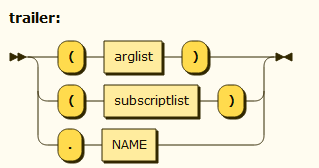 trailer:
( arglist )
( subscriptlist )
. NAME